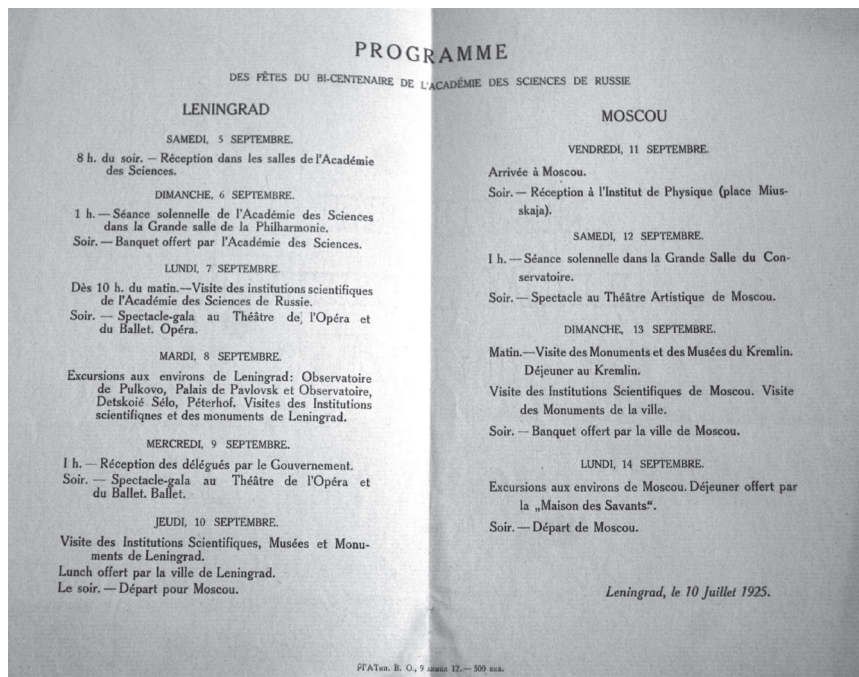 PROGRAMME
DES FÊTES DU BI-CENTENAIRE DE L'ACADÉMIE DES SCIENCES DE RUSSIE
LENINGRAD
SAMEDI, 5 SEPTEMBRE.
8 h. du soir. — Réception dans les salles de l'Académie
des Sciences.
DIMANCHE, 6 SEPTEMBRE.
1 h. — Séance solennelle de l'Académie des Sciences
dans la Grande salle de la Philharmonie.
Soir. — Banquet offert par l'Académie des Sciences.
LUNDI, 7 SEPTEMBRE.
Dès 10 h. du matin.—Visite des institutions scientifiques
de l'Académie des Sciences de Russie.
Soir. — Spectacle-gala au Théâtre de l'Opéra et
du Ballet. Opéra.
MARDI, 8 SEPTEMBRE.
Excursions aux environs de Leningrad: Observatoire
de Pulkovo, Palais de Pavlovsk et Observatoire,
Detskoié Sélo, Péterhof. Visites des Institutions
scientifiqnes et des monuments de Leningrad.
MERCREDI, 9 SEPTEMBRE.
1 h. — Réception des délégués par le Gouvernement.
Soir. — Spectacle-gala au Théâtre de l'Opéra et
du Ballet. Ballet.
JEUDI, 10 SEPTEMBRE.
Visite des Institutions Scientifiques, Musées et Monu-
ments de Leningrad.
Lunch offert par la ville de Leningrad.
Le soir. — Départ pour Moscou.
MOSCOU
VENDREDI, 11 SEPTEMBRE.
Arrivée à Moscou.
Soir. — Réception à l'Institut de Physique (place Mius-
skaja).
SAMEDI, 12 SEPTEMBRE.
1 h. — Séance solennelle dans la Grande Salle du Con-
servatoire.
Soir. — Spectacle au Théâtre Artistique de Moscou.
DIMANCHE, 13 SEPTEMBRE.
Matin.—Visite des Monuments et des Musées du Kremlin.
Déjeuner au Kremlin.
Visite des Institutions Scientifiques de Moscou. Visite
des Monuments de la ville.
Soir. — Banquet offert par la ville de Moscou.
LUNDI, 14 SEPTEMBRE.
Excursions aux environs de Moscou. Déjeuner offert par
la „Maison des Savants“.
Soir. — Départ de Moscou.
Leningrad, le 10 Juillet 1925.
РГАТип. В. О., 9 линия 12.— 500 экз.